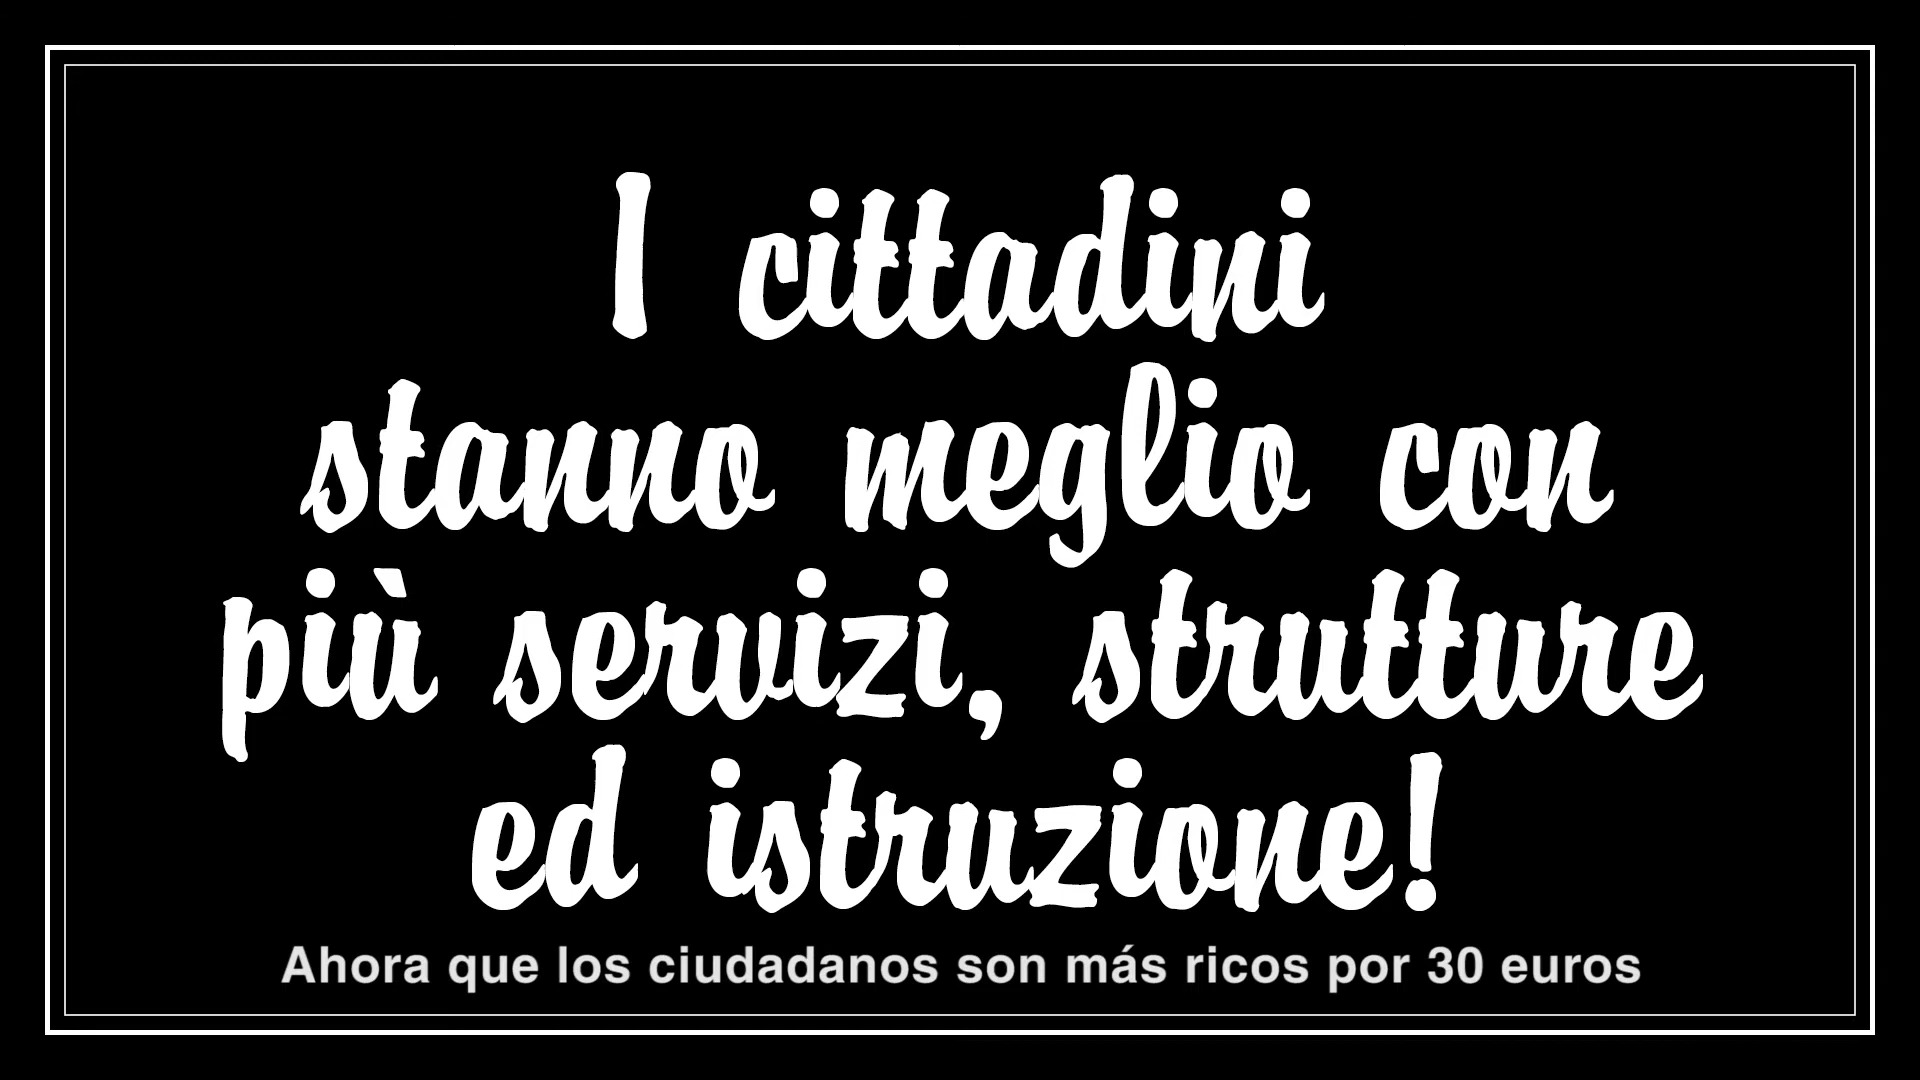 I cittadini
stanno meglio con
più servizi, strutture
ed istruzione!
Ahora que los ciudadanos son más ricos por 30 euros